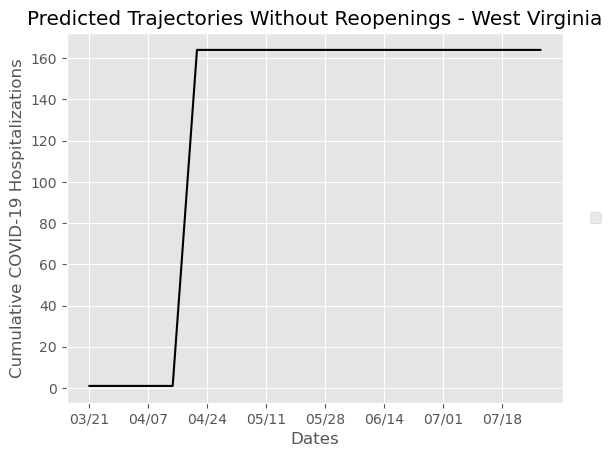 Predicted Trajectories Without Reopenings - West Virginia
Cumulative COVID-19 Hospitalizations
160
140
120
100
80
60
40
20
0
03/21 04/07 04/24 05/11 05/28 06/14 07/01 07/18
Dates